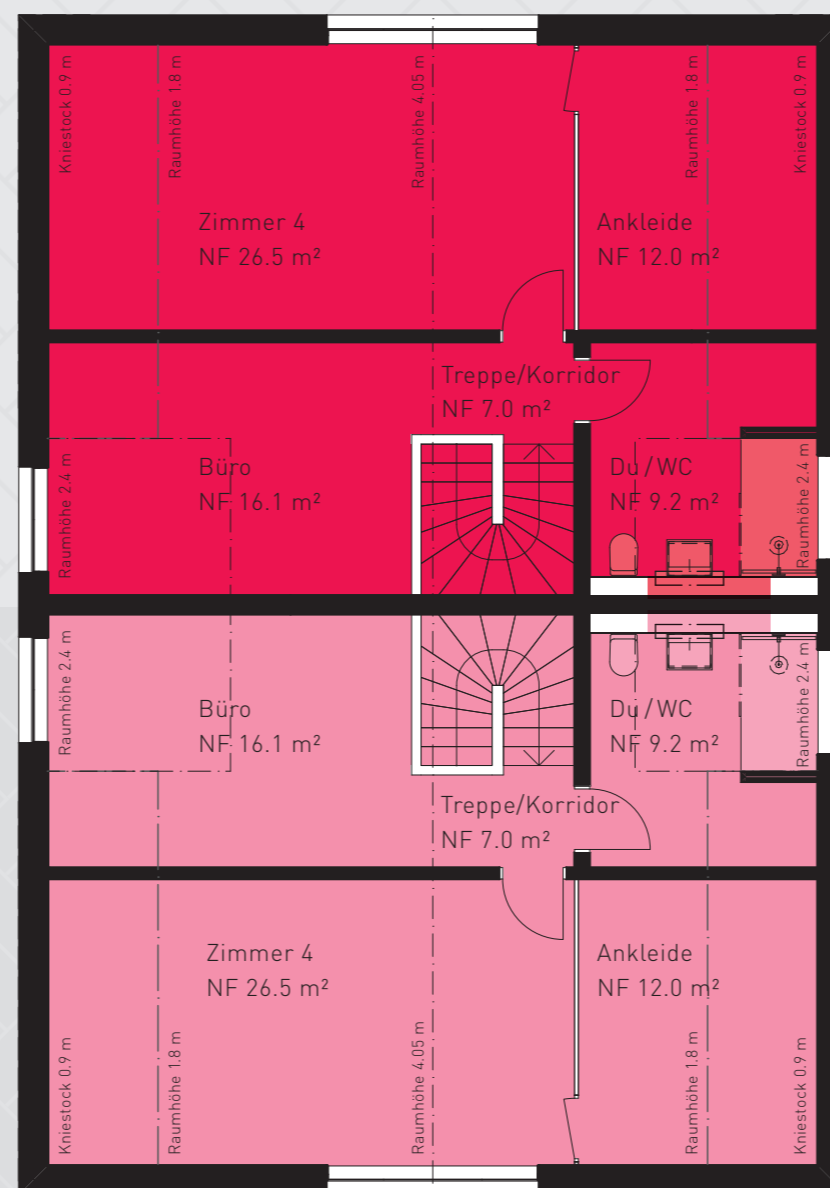 Kniestock 0.9 m
Raumhöhe 1.8 m
Raumhöhe 4.05 m
Raumhöhe 1.8 m
Kniestock 0.9 m
Zimmer 4
NF 26.5 m²
Ankleide
NF 12.0 m²
Treppe/Korridor
NF 7.0 m²
Raumhöhe 2.4 m
Büro
NF 16.1 m²
Du/WC
NF 9.2 m²
Raumhöhe 2.4 m
Raumhöhe 2.4 m
Büro
NF 16.1 m²
Du/WC
NF 9.2 m²
Raumhöhe 2.4 m
Treppe/Korridor
NF 7.0 m²
Zimmer 4
NF 26.5 m²
Ankleide
NF 12.0 m²
Kniestock 0.9 m
Raumhöhe 1.8 m
Raumhöhe 4.05 m
Raumhöhe 1.8 m
Kniestock 0.9 m